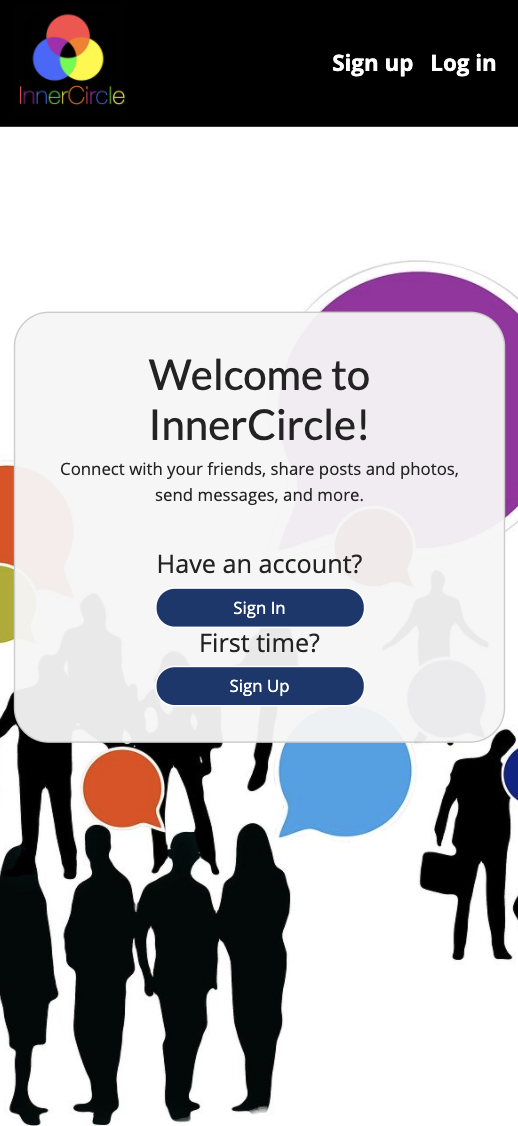 InnerCircle
Sign up Log in
Welcome to
InnerCircle!
Connect with your friends, share posts and photos,
send messages, and more.
Have an account?
Sign In
First time?
Sign Up